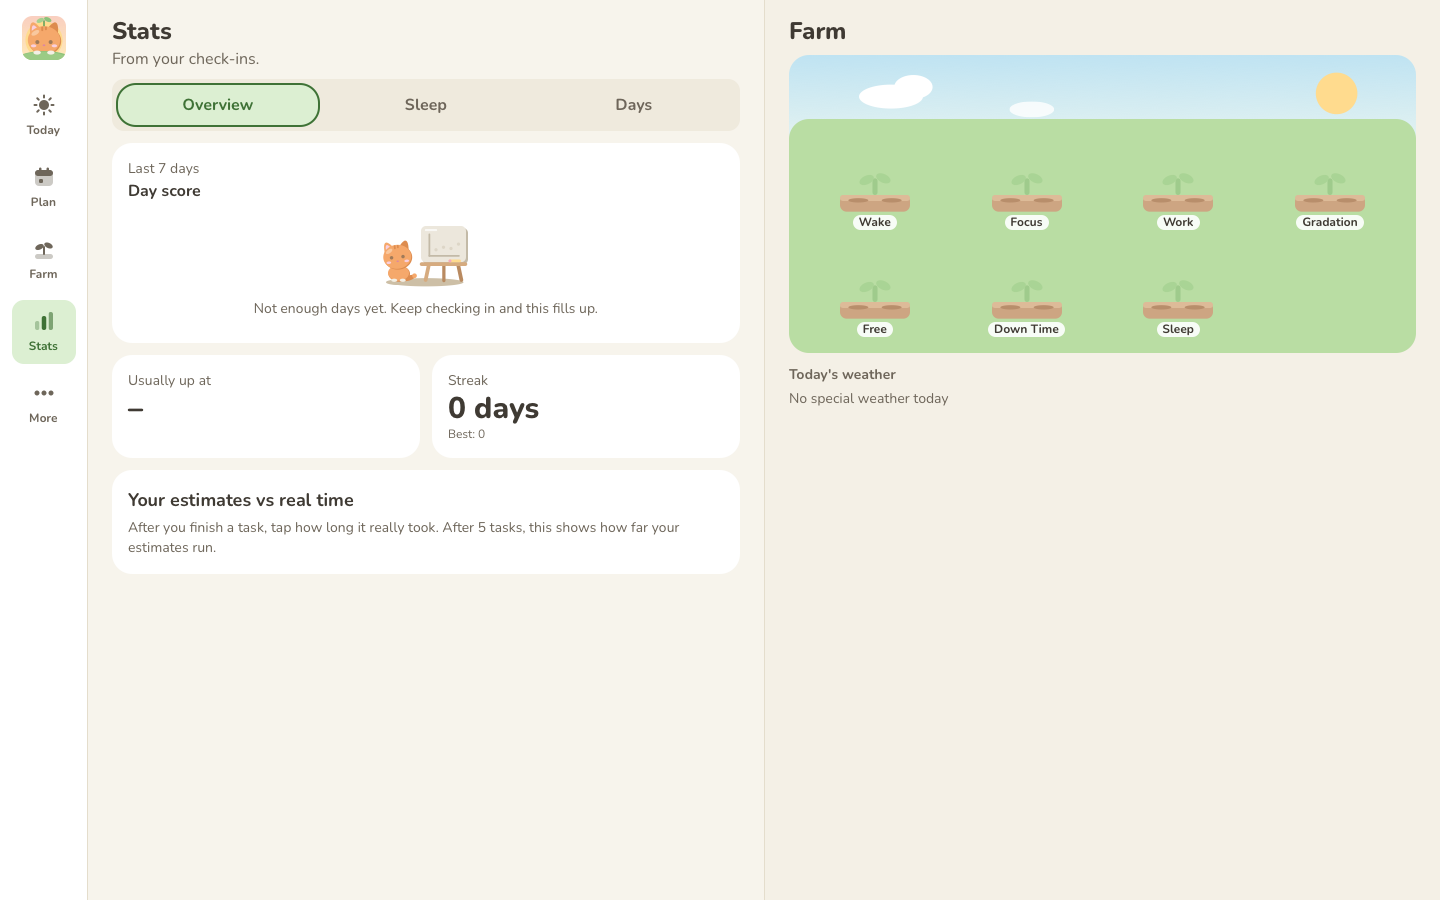 Today
Plan
Farm
Stats
More
Stats
From your check-ins.
Overview
Sleep
Days
Last 7 days
Day score
Not enough days yet. Keep checking in and this fills up.
Usually up at
–
Streak
0 days
Best: 0
Your estimates vs real time
After you finish a task, tap how long it really took. After 5 tasks, this shows how far your
estimates run.
Farm
Wake
Focus
Work
Gradation
Free
Down Time
Sleep
Today's weather
No special weather today